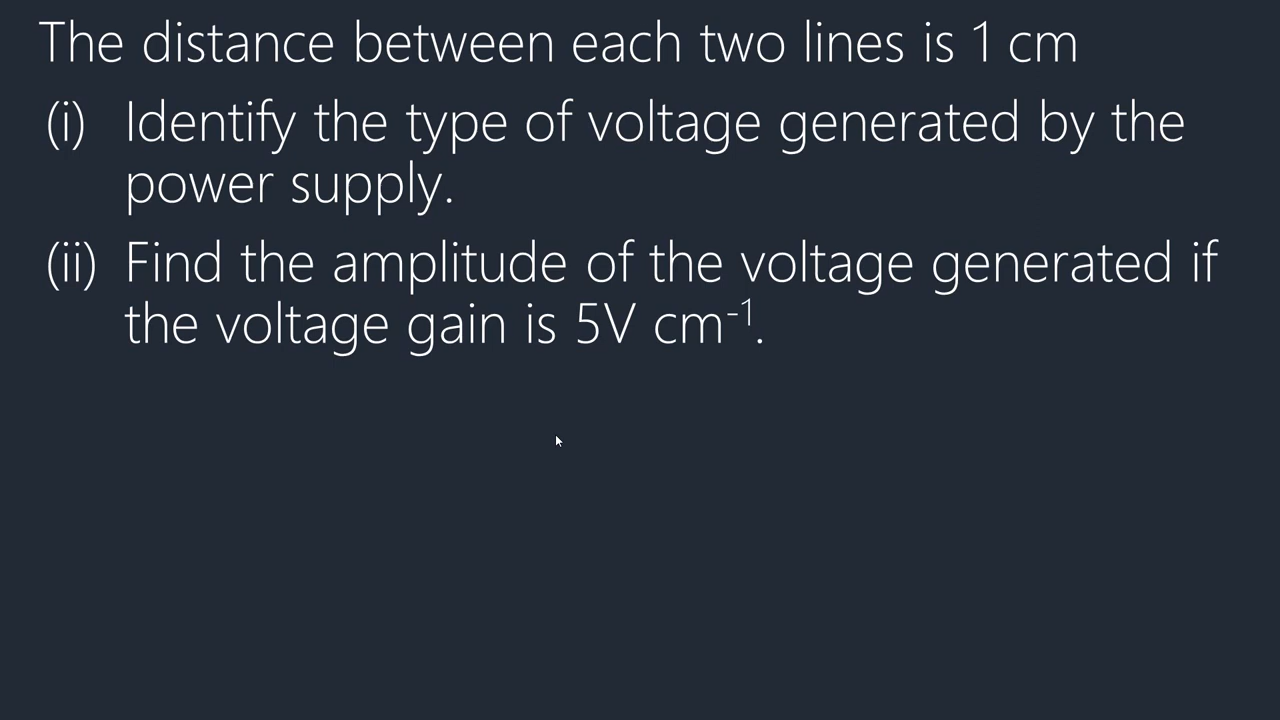 The distance between each two lines is 1 cm
(i) Identify the type of voltage generated by the
power supply.
(ii) Find the amplitude of the voltage generated if
the voltage gain is 5V cm⁻¹.